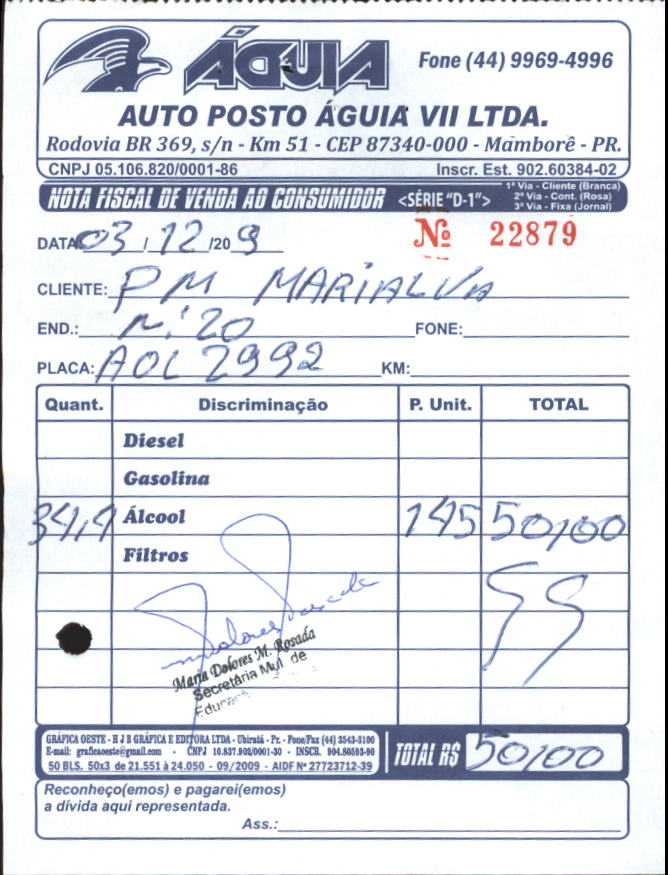 ÁGUIA Fone (44) 9969-4996
AUTO POSTO ÁGUIA VII LTDA.
Rodovia BR 369, s/n - Km 51 - CEP 87340-000 - Mamborê - PR.
CNPJ 05.106.820/0001-86 Inscr. Est. 902.60384-02
NOTA FISCAL DE VENDA AO CONSUMIDOR <SÉRIE "D-1">
1ª Via - Cliente (Branca)
2ª Via - Cont. (Rosa)
3ª Via - Fixa (Jornal)
DATA 03 / 12 /20 9 Nº 22879
CLIENTE: PM MARIALVA
END.: Nº 20 FONE:
PLACA: AOL 2992 KM:
Quant. Discriminação P. Unit. TOTAL
Diesel
Gasolina
34,4 Álcool 145 50,00
Filtros
Maria Dolores M. Rosada
Secretária Mul. de
GRÁFICA OESTE - H J B GRÁFICA E EDITORA LTDA - Ubiratã - Pr. - Fone/Fax (44) 3543-3100
E-mail: graficaoeste@gmail.com - CNPJ 10.837.902/0001-30 - INSCR. 904.80593-90
50 BLS. 50x3 de 21.551 à 24.050 - 09/2009 - AIDF Nº 27723712-39
TOTAL R$ 50,00
Reconheço(emos) e pagarei(emos)
a dívida aqui representada.
Ass.: